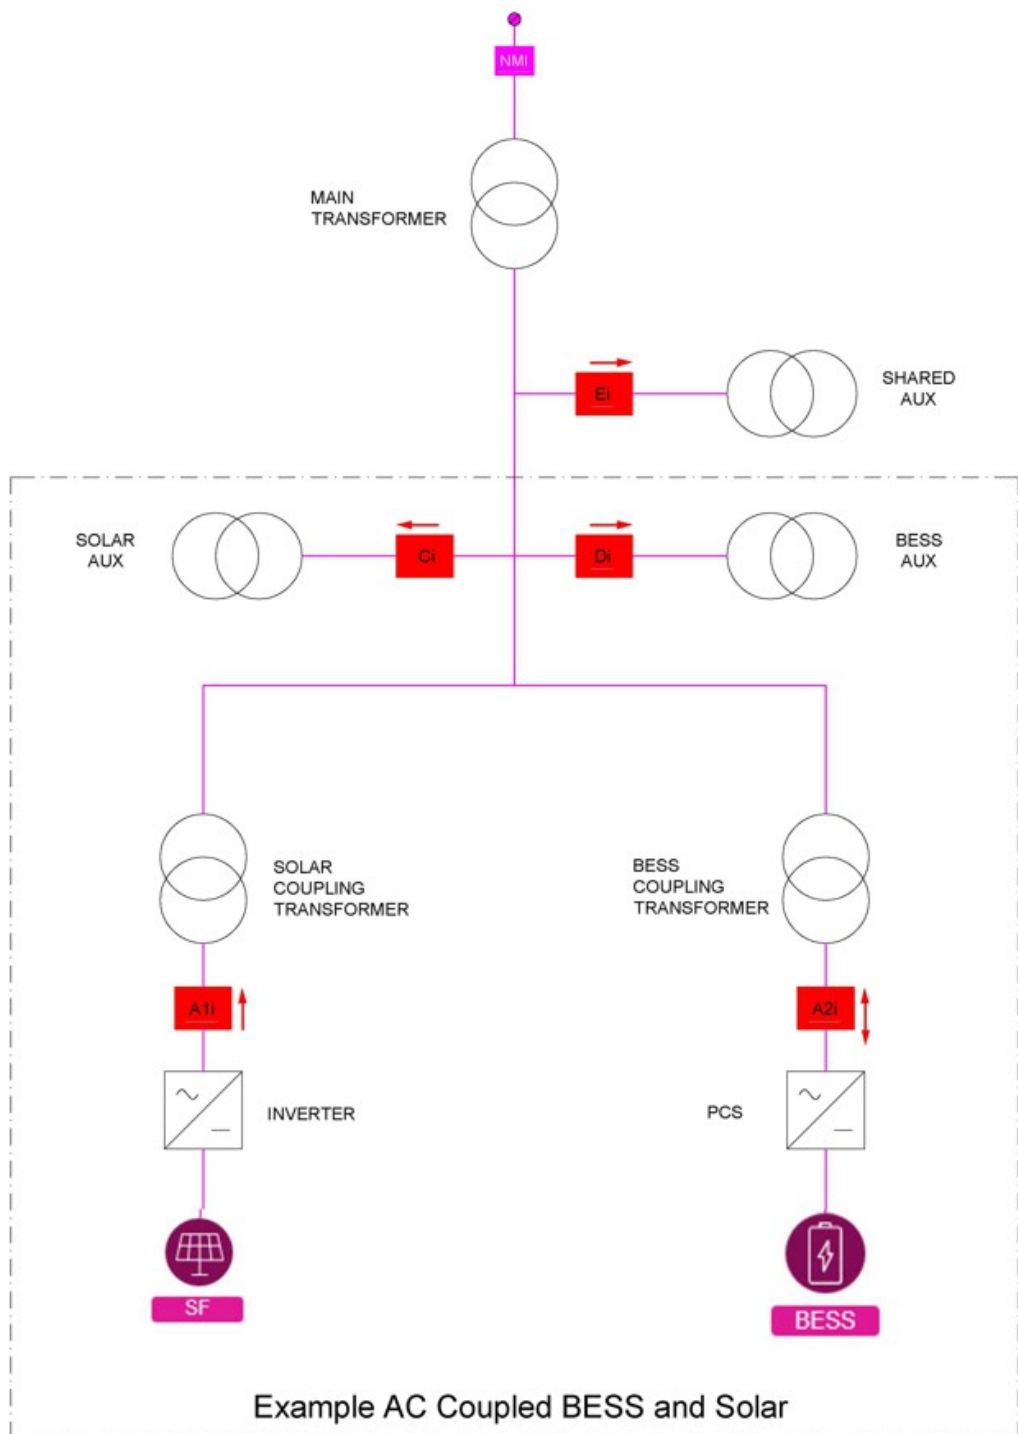 NMI
MAIN
TRANSFORMER
Ei
SHARED
AUX
SOLAR
AUX
Ci
Di
BESS
AUX
SOLAR
COUPLING
TRANSFORMER
BESS
COUPLING
TRANSFORMER
A1i
A2i
INVERTER
PCS
SF
BESS
Example AC Coupled BESS and Solar